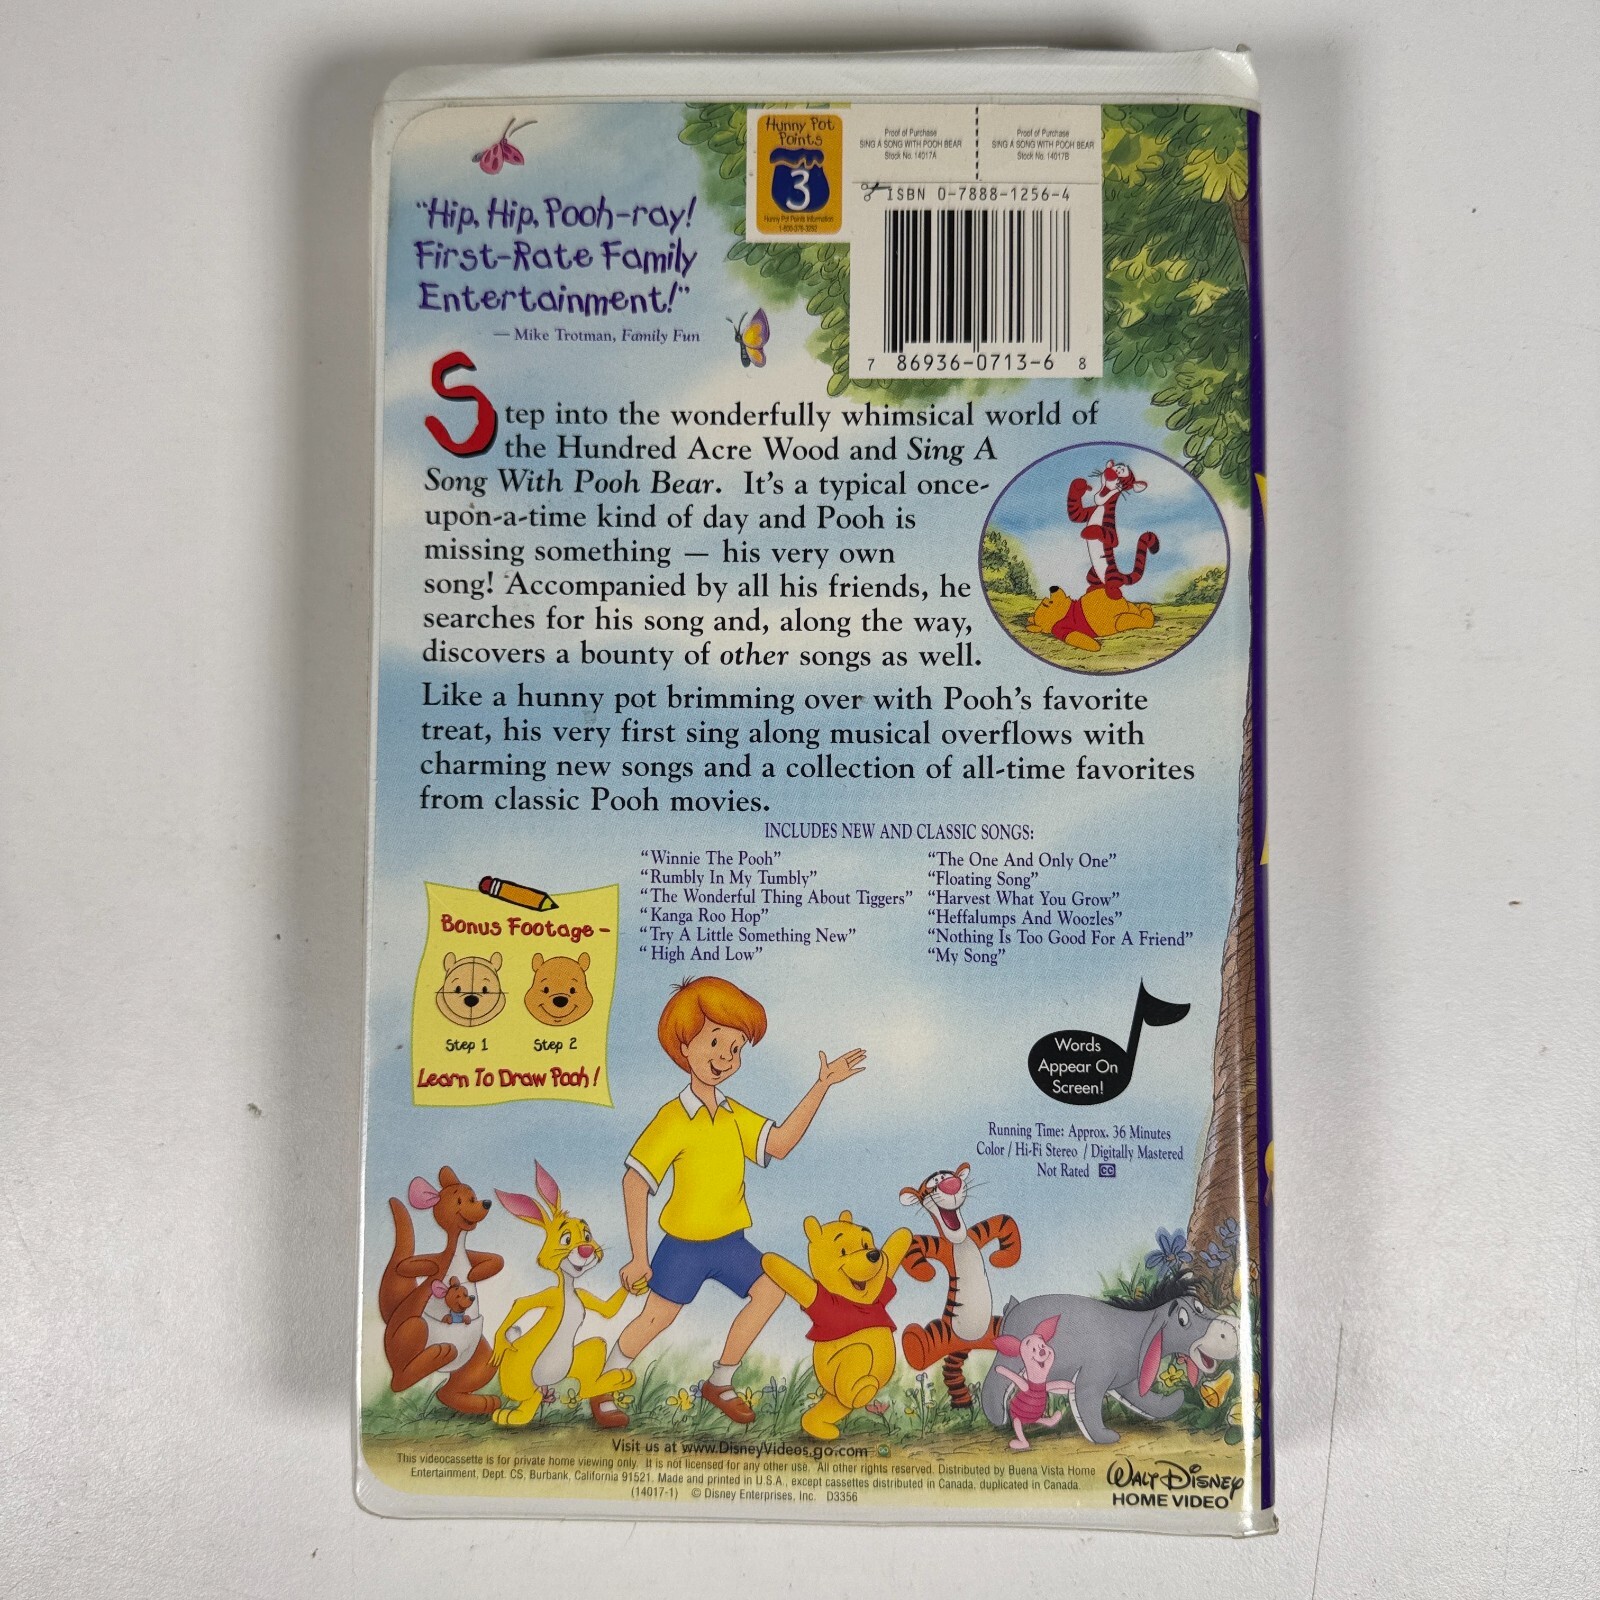 Hunny Pot
Points
3
Hunny Pot Points Information
1-800-376-3292
Proof of Purchase
SING A SONG WITH POOH BEAR
Stock No. 14017A
Proof of Purchase
SING A SONG WITH POOH BEAR
Stock No. 14017B
ISBN 0-7888-1256-4
7 86936-0713-6 8
"Hip, Hip, Pooh-ray!
First-Rate Family
Entertainment!"
— Mike Trotman, Family Fun
Step into the wonderfully whimsical world of
the Hundred Acre Wood and Sing A
Song With Pooh Bear. It's a typical once-
upon-a-time kind of day and Pooh is
missing something — his very own
song! Accompanied by all his friends, he
searches for his song and, along the way,
discovers a bounty of other songs as well.
Like a hunny pot brimming over with Pooh's favorite
treat, his very first sing along musical overflows with
charming new songs and a collection of all-time favorites
from classic Pooh movies.
INCLUDES NEW AND CLASSIC SONGS:
"Winnie The Pooh"
"Rumbly In My Tumbly"
"The Wonderful Thing About Tiggers"
"Kanga Roo Hop"
"Try A Little Something New"
"High And Low"
"The One And Only One"
"Floating Song"
"Harvest What You Grow"
"Heffalumps And Woozles"
"Nothing Is Too Good For A Friend"
"My Song"
Bonus Footage -
Step 1 Step 2
Learn To Draw Pooh!
Words
Appear On
Screen!
Running Time: Approx. 36 Minutes
Color / Hi-Fi Stereo / Digitally Mastered
Not Rated CC
Visit us at www.DisneyVideos.go.com
This videocassette is for private home viewing only. It is not licensed for any other use. All other rights reserved. Distributed by Buena Vista Home
Entertainment, Dept. CS, Burbank, California 91521. Made and printed in U.S.A., except cassettes distributed in Canada, duplicated in Canada.
(14017-1) © Disney Enterprises, Inc. D3356
WALT DISNEY
HOME VIDEO